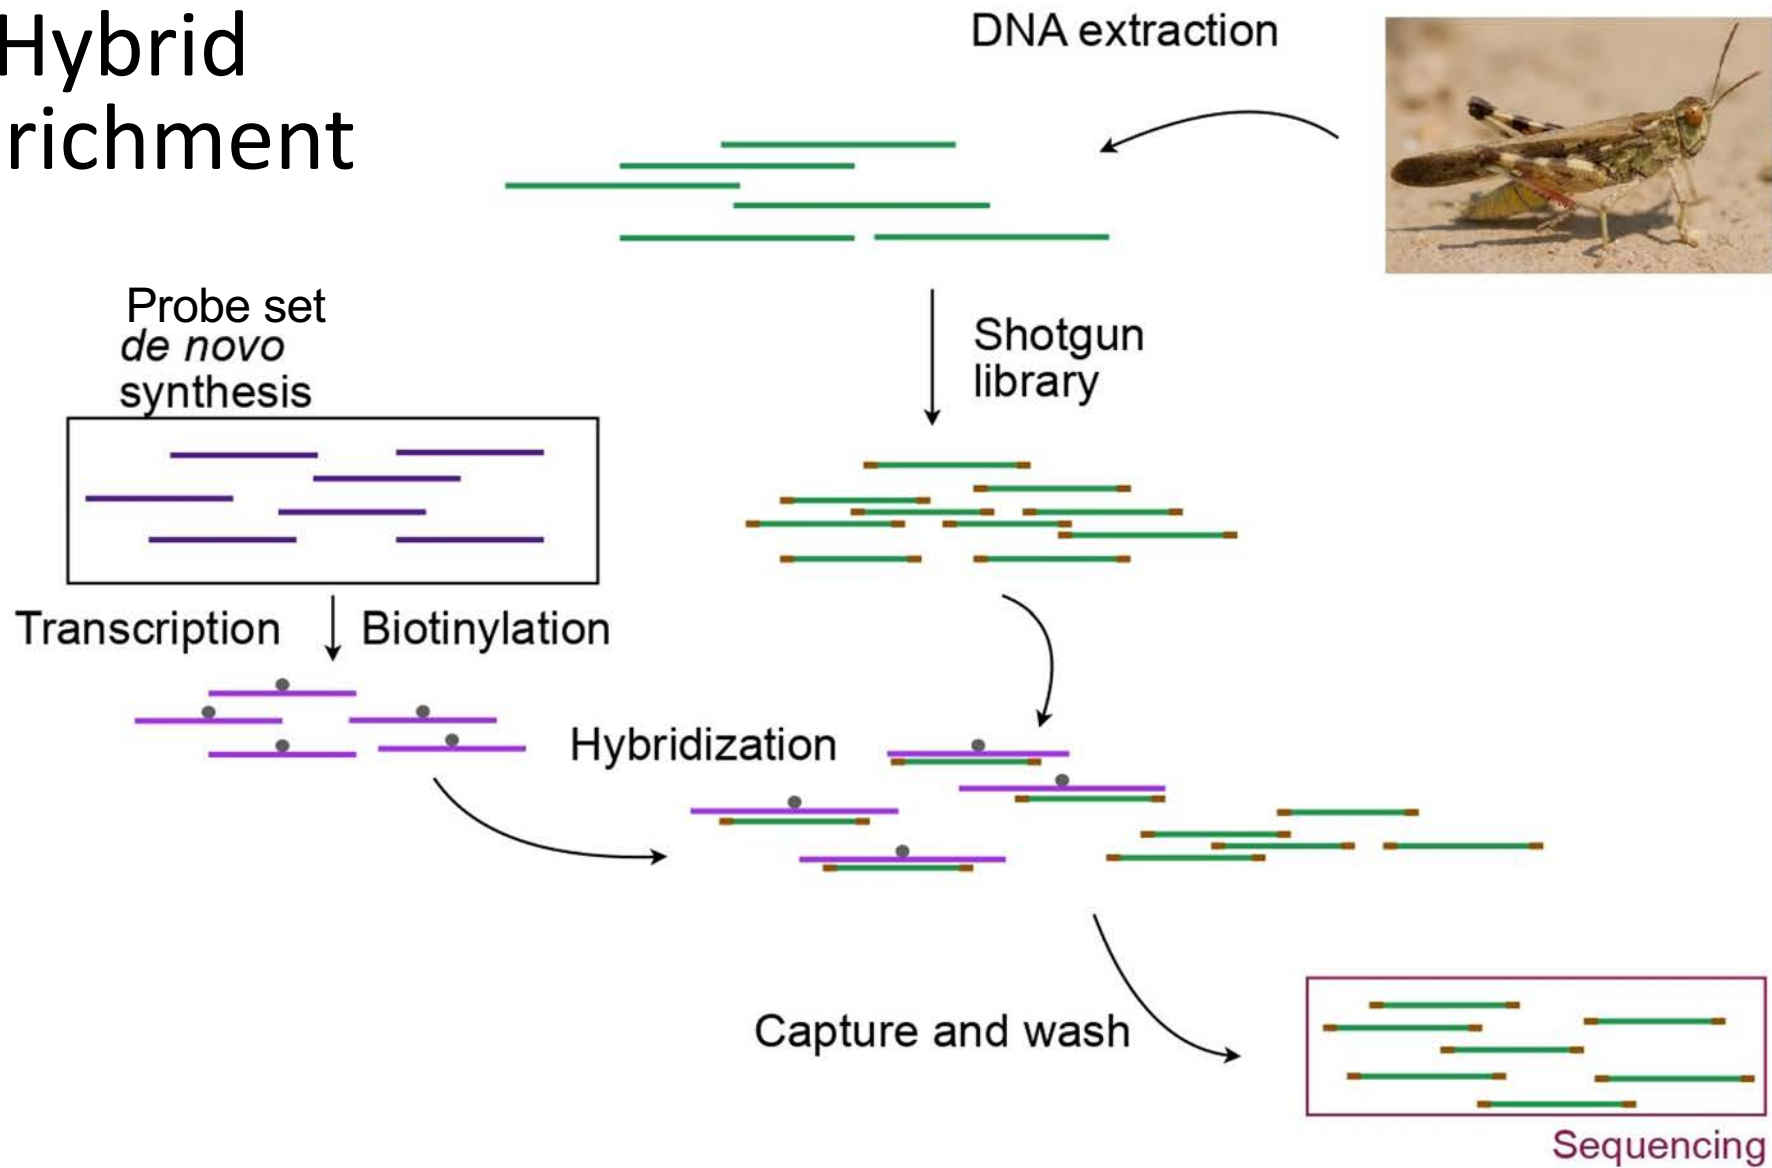 Hybrid
richment
DNA extraction
Probe set
de novo
synthesis
Shotgun
library
Transcription
Biotinylation
Hybridization
Capture and wash
Sequencing